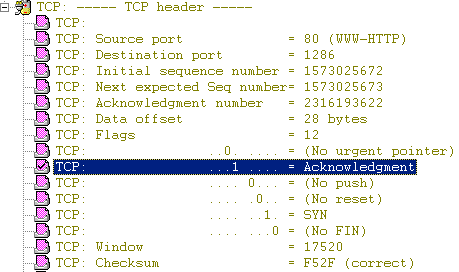 TCP: ----- TCP header -----
TCP:
TCP: Source port = 80 (WWW-HTTP)
TCP: Destination port = 1286
TCP: Initial sequence number = 1573025672
TCP: Next expected Seq number= 1573025673
TCP: Acknowledgment number = 2316193622
TCP: Data offset = 28 bytes
TCP: Flags = 12
TCP: ..0. .... = (No urgent pointer)
TCP: ...1 .... = Acknowledgment
TCP: .... 0... = (No push)
TCP: .... .0.. = (No reset)
TCP: .... ..1. = SYN
TCP: .... ...0 = (No FIN)
TCP: Window = 17520
TCP: Checksum = F52F (correct)